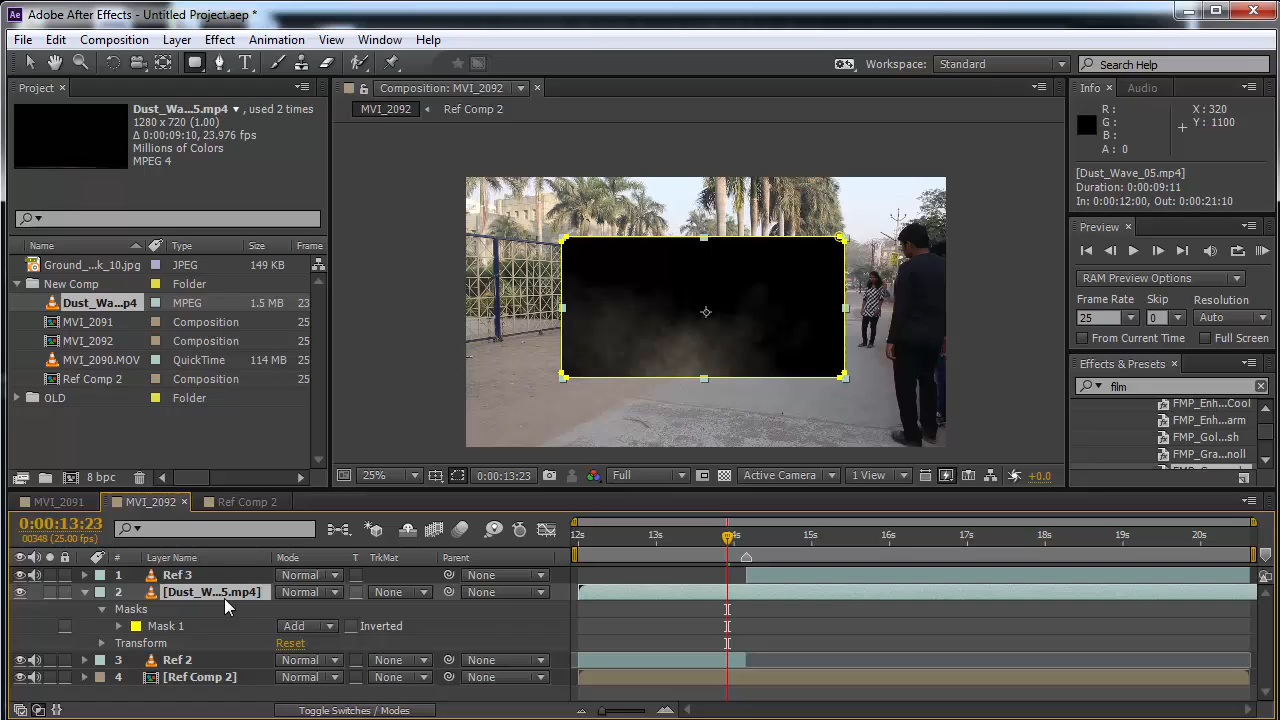 Adobe After Effects - Untitled Project.aep *
File Edit Composition Layer Effect Animation View Window Help
Workspace: Standard Search Help
Project Composition: MVI_2092 Info Audio
MVI_2092 Ref Comp 2
Dust_Wa...5.mp4 , used 2 times
1280 x 720 (1.00)
Δ 0:00:09:10, 23.976 fps
Millions of Colors
MPEG 4
R :
G :
B :
A : 0
X : 320
Y : 1100
[Dust_Wave_05.mp4]
Duration: 0:00:09:11
In: 0:00:12:00, Out: 0:00:21:10
Preview
RAM Preview Options
Frame Rate Skip Resolution
25 0 Auto
From Current Time Full Screen
Effects & Presets
film
FMP_Enh...Cool
FMP_Enh...arm
FMP_Gol...sh
FMP_Gra...noll
Name Type Size Frame
Ground_...k_10.jpg JPEG 149 KB
New Comp Folder
Dust_Wa...p4 MPEG 1.5 MB 23
MVI_2091 Composition 25
MVI_2092 Composition 25
MVI_2090.MOV QuickTime 114 MB 25
Ref Comp 2 Composition 25
OLD Folder
8 bpc
25% 0:00:13:23 Full Active Camera 1 View +0.0
MVI_2091 MVI_2092 Ref Comp 2
0:00:13:23
00348 (25.00 fps)
12s 13s 14s 15s 16s 17s 18s 19s 20s
# Layer Name Mode T TrkMat Parent
1 Ref 3 Normal None
2 [Dust_W...5.mp4] Normal None None
Masks
Mask 1 Add Inverted
Transform Reset
3 Ref 2 Normal None None
4 [Ref Comp 2] Normal None None
Toggle Switches / Modes